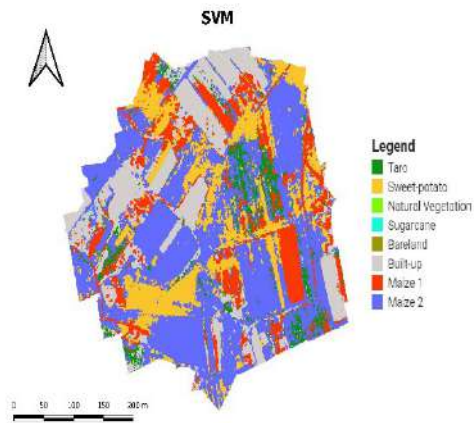 SVM
Legend
Taro
Sweet-potato
Natural Vegetation
Sugarcane
Bareland
Built-up
Maize 1
Maize 2
0 50 100 150 200 m